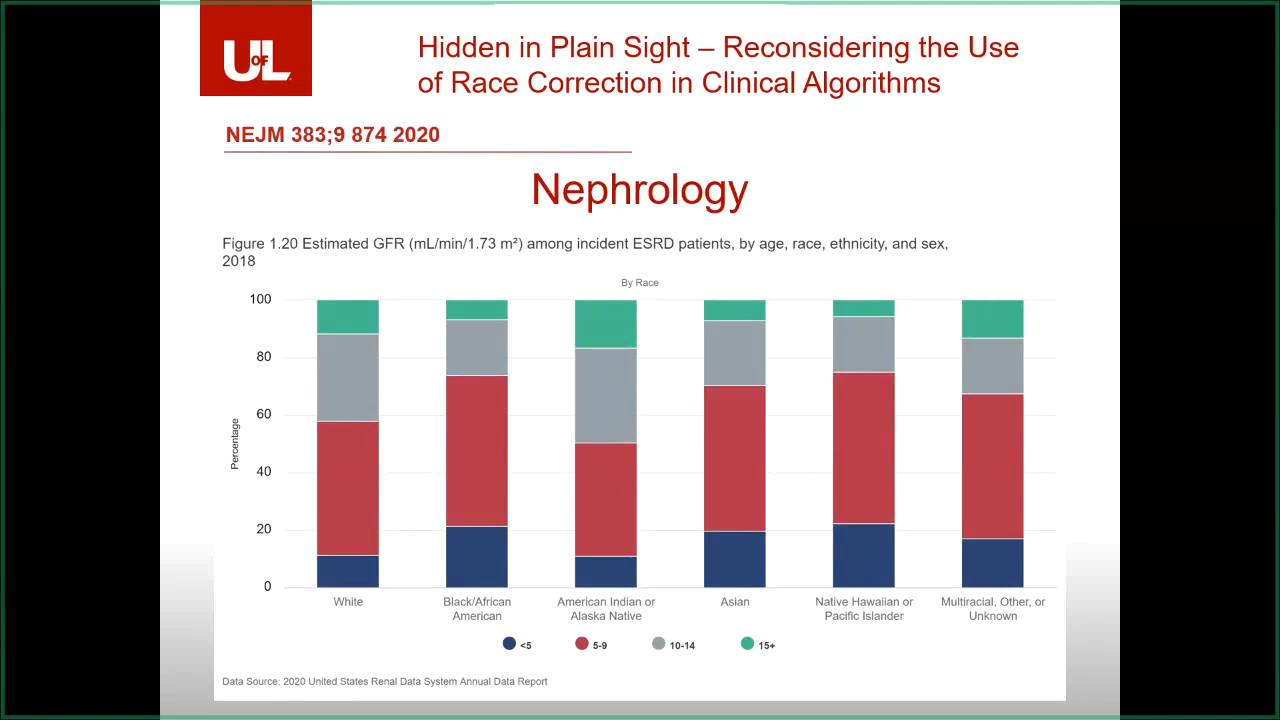 U OF L
Hidden in Plain Sight – Reconsidering the Use
of Race Correction in Clinical Algorithms
NEJM 383;9 874 2020
Nephrology
Figure 1.20 Estimated GFR (mL/min/1.73 m²) among incident ESRD patients, by age, race, ethnicity, and sex,
2018
By Race
100
80
60
40
20
0
Percentage
White
Black/African
American
American Indian or
Alaska Native
Asian
Native Hawaiian or
Pacific Islander
Multiracial, Other, or
Unknown
<5
5-9
10-14
15+
Data Source: 2020 United States Renal Data System Annual Data Report